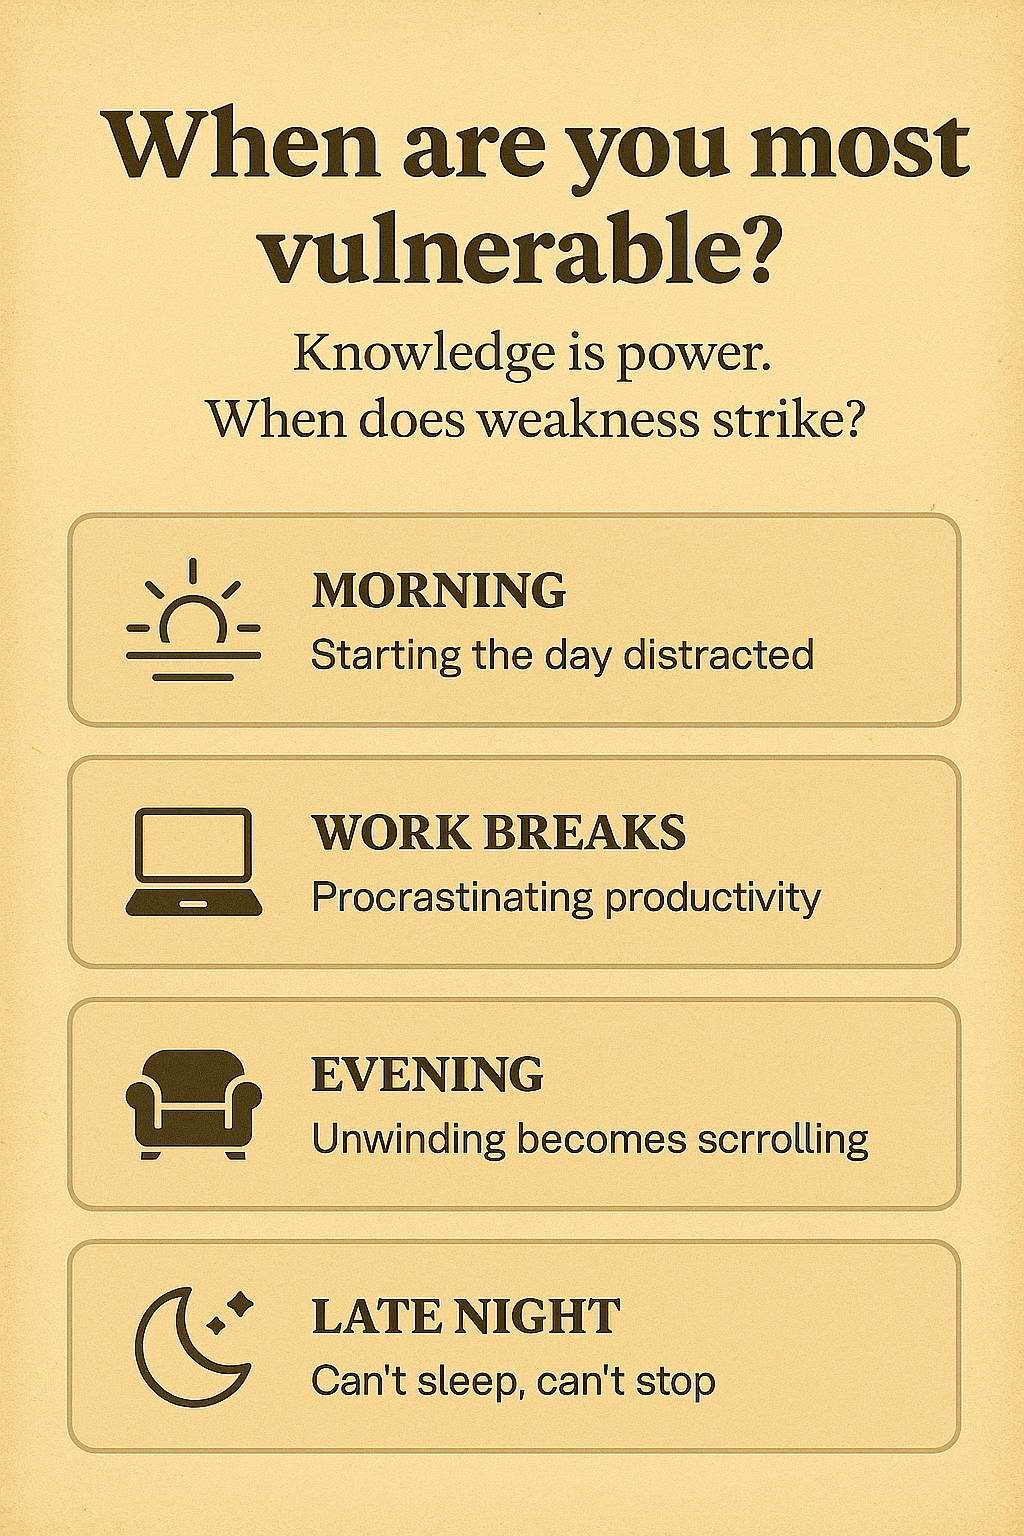 When are you most
vulnerable?
Knowledge is power.
When does weakness strike?
MORNING
Starting the day distracted
WORK BREAKS
Procrastinating productivity
EVENING
Unwinding becomes scrrolling
LATE NIGHT
Can't sleep, can't stop